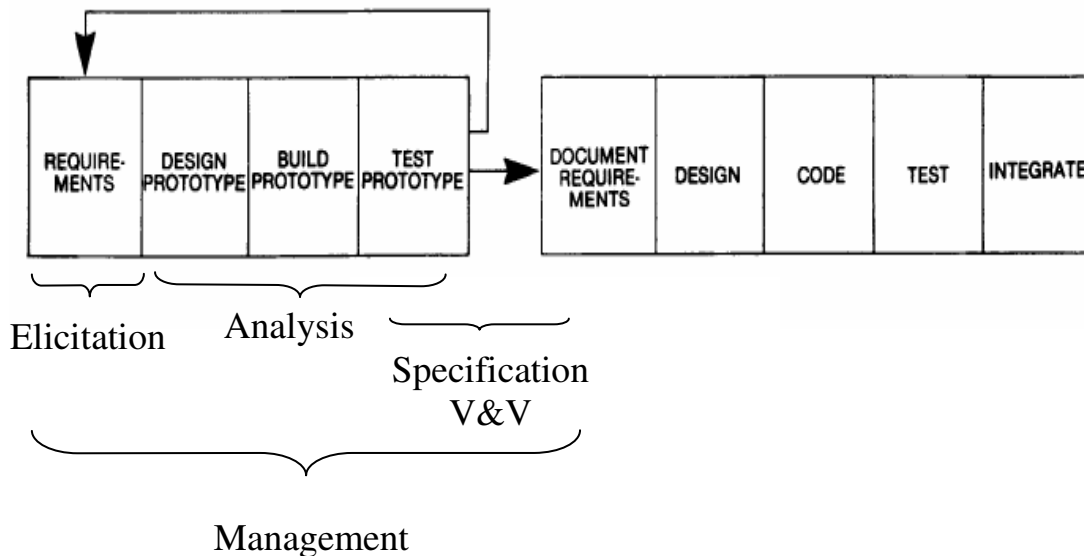 REQUIRE-
MENTS
DESIGN
PROTOTYPE
BUILD
PROTOTYPE
TEST
PROTOTYPE
DOCUMENT
REQUIRE-
MENTS
DESIGN
CODE
TEST
INTEGRATE
Elicitation
Analysis
Specification
V&V
Management